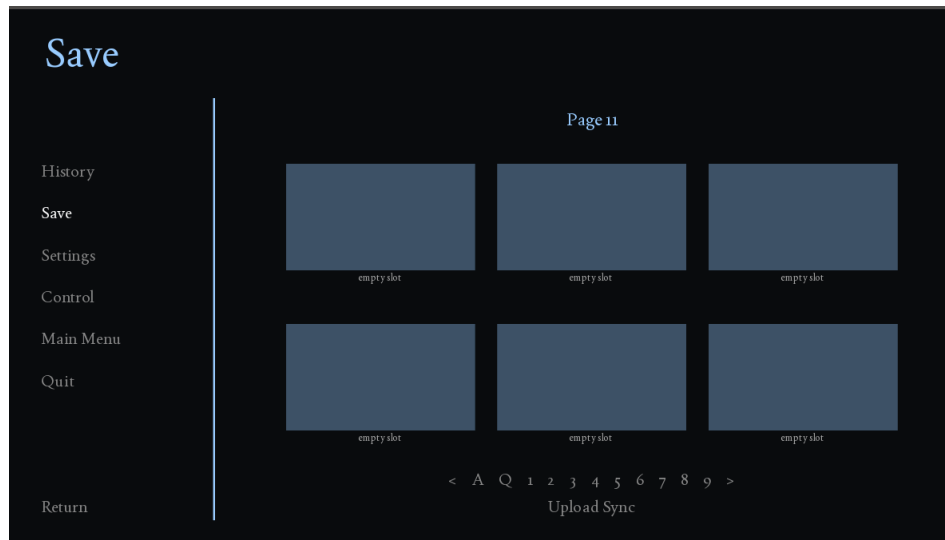 Save
History
Save
Settings
Control
Main Menu
Quit
Return
Page 11
empty slot
empty slot
empty slot
empty slot
empty slot
empty slot
< A Q 1 2 3 4 5 6 7 8 9 >
Upload Sync